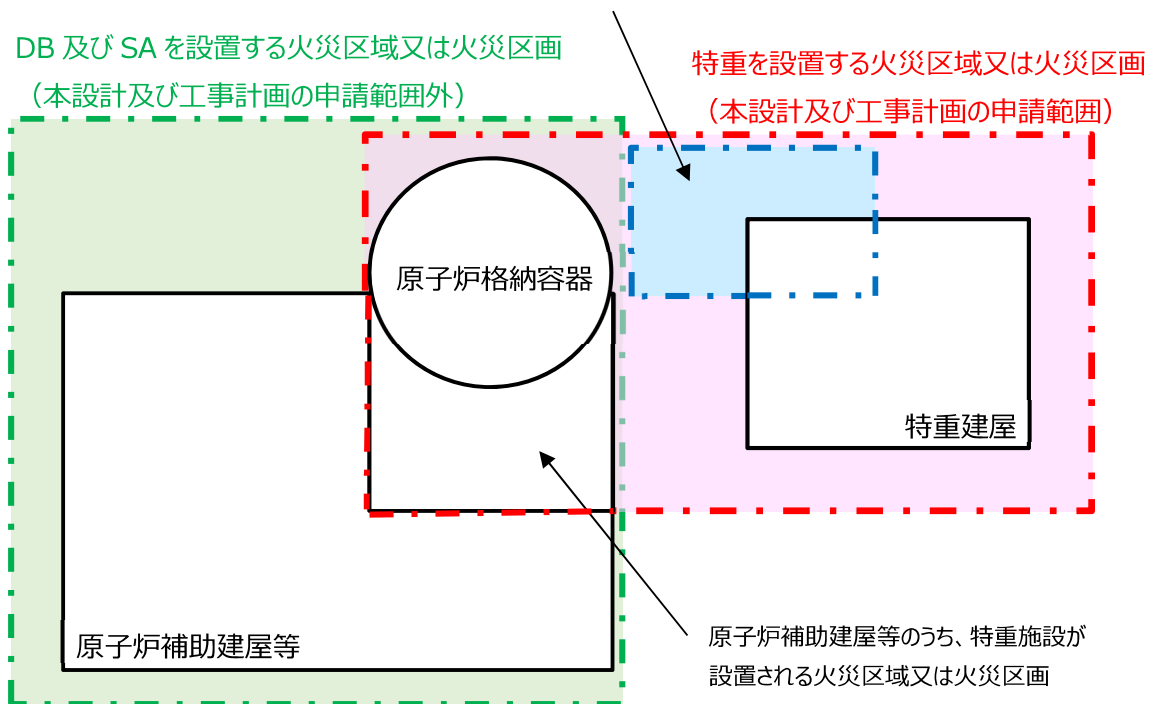 DB 及び SA を設置する火災区域又は火災区画
（本設計及び工事計画の申請範囲外）
特重を設置する火災区域又は火災区画
（本設計及び工事計画の申請範囲）
原子炉格納容器
特重建屋
原子炉補助建屋等
原子炉補助建屋等のうち、特重施設が
設置される火災区域又は火災区画